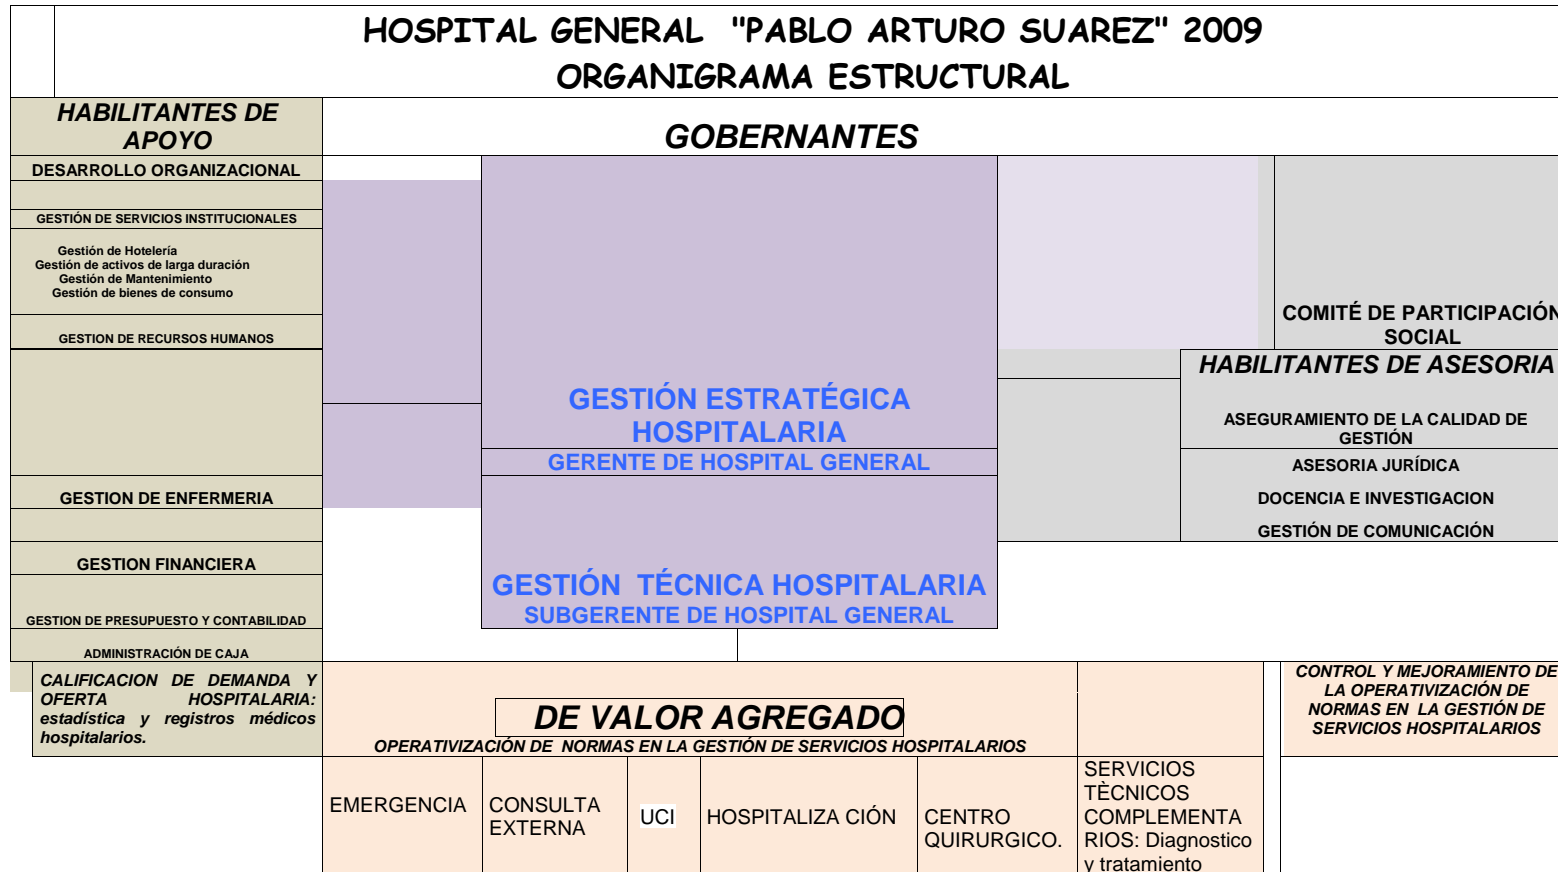 HOSPITAL GENERAL "PABLO ARTURO SUAREZ" 2009
ORGANIGRAMA ESTRUCTURAL
HABILITANTES DE
APOYO
GOBERNANTES
DESARROLLO ORGANIZACIONAL
GESTIÓN DE SERVICIOS INSTITUCIONALES
Gestión de Hotelería
Gestión de activos de larga duración
Gestión de Mantenimiento
Gestión de bienes de consumo
GESTION DE RECURSOS HUMANOS
GESTION DE ENFERMERIA
GESTION FINANCIERA
GESTION DE PRESUPUESTO Y CONTABILIDAD
ADMINISTRACIÓN DE CAJA
CALIFICACION DE DEMANDA Y
OFERTA HOSPITALARIA:
estadística y registros médicos
hospitalarios.
GESTIÓN ESTRATÉGICA
HOSPITALARIA
GERENTE DE HOSPITAL GENERAL
GESTIÓN TÉCNICA HOSPITALARIA
SUBGERENTE DE HOSPITAL GENERAL
COMITÉ DE PARTICIPACIÓN
SOCIAL
HABILITANTES DE ASESORIA
ASEGURAMIENTO DE LA CALIDAD DE
GESTIÓN
ASESORIA JURÍDICA
DOCENCIA E INVESTIGACION
GESTIÓN DE COMUNICACIÓN
DE VALOR AGREGADO
OPERATIVIZACIÓN DE NORMAS EN LA GESTIÓN DE SERVICIOS HOSPITALARIOS
CONTROL Y MEJORAMIENTO DE
LA OPERATIVIZACIÓN DE
NORMAS EN LA GESTIÓN DE
SERVICIOS HOSPITALARIOS
EMERGENCIA
CONSULTA
EXTERNA
UCI
HOSPITALIZA CIÓN
CENTRO
QUIRURGICO.
SERVICIOS
TÈCNICOS
COMPLEMENTA
RIOS: Diagnostico
y tratamiento